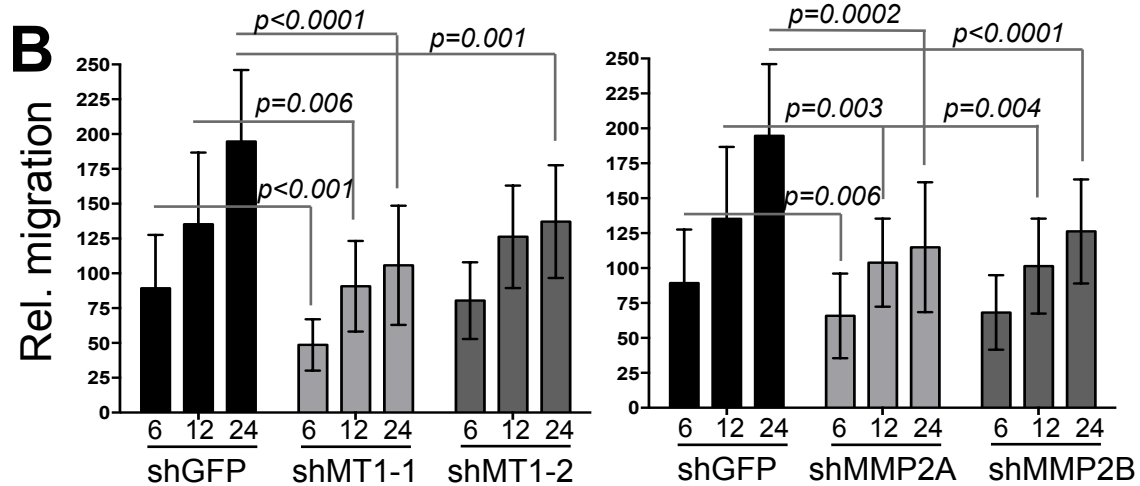 B
Rel. migration
p<0.0001
p=0.001
p=0.006
p<0.001
250
225
200
175
150
125
100
75
50
25
0
6 12 24 6 12 24 6 12 24
shGFP shMT1-1 shMT1-2
p=0.0002
p<0.0001
p=0.003 p=0.004
p=0.006
250
225
200
175
150
125
100
75
50
25
0
6 12 24 6 12 24 6 12 24
shGFP shMMP2A shMMP2B